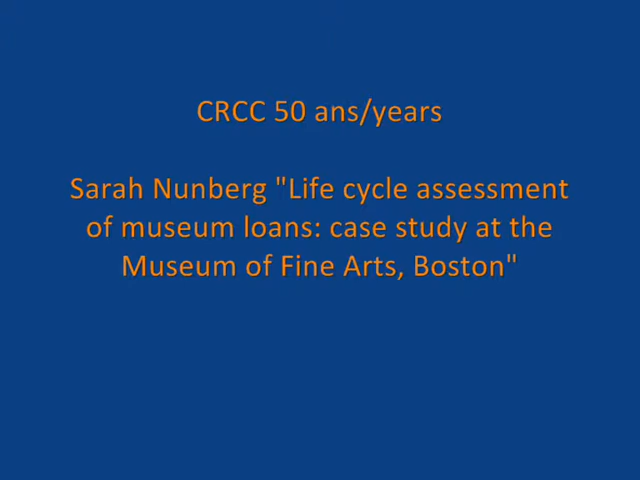 CRCC 50 ans/years
Sarah Nunberg "Life cycle assessment
of museum loans: case study at the
Museum of Fine Arts, Boston"